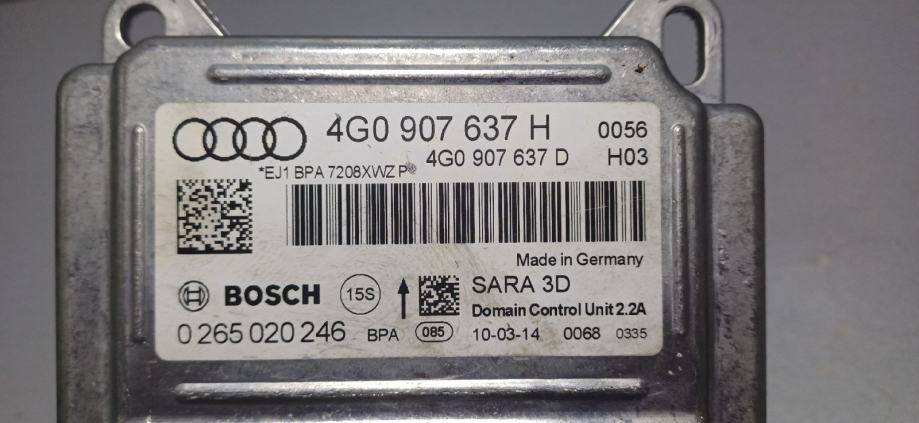 4G0 907 637 H 0056
4G0 907 637 D H03
*EJ1 BPA 7208XWZ P
Made in Germany
BOSCH 15S SARA 3D
Domain Control Unit 2.2A
0 265 020 246 BPA 085 10-03-14 0068 0335